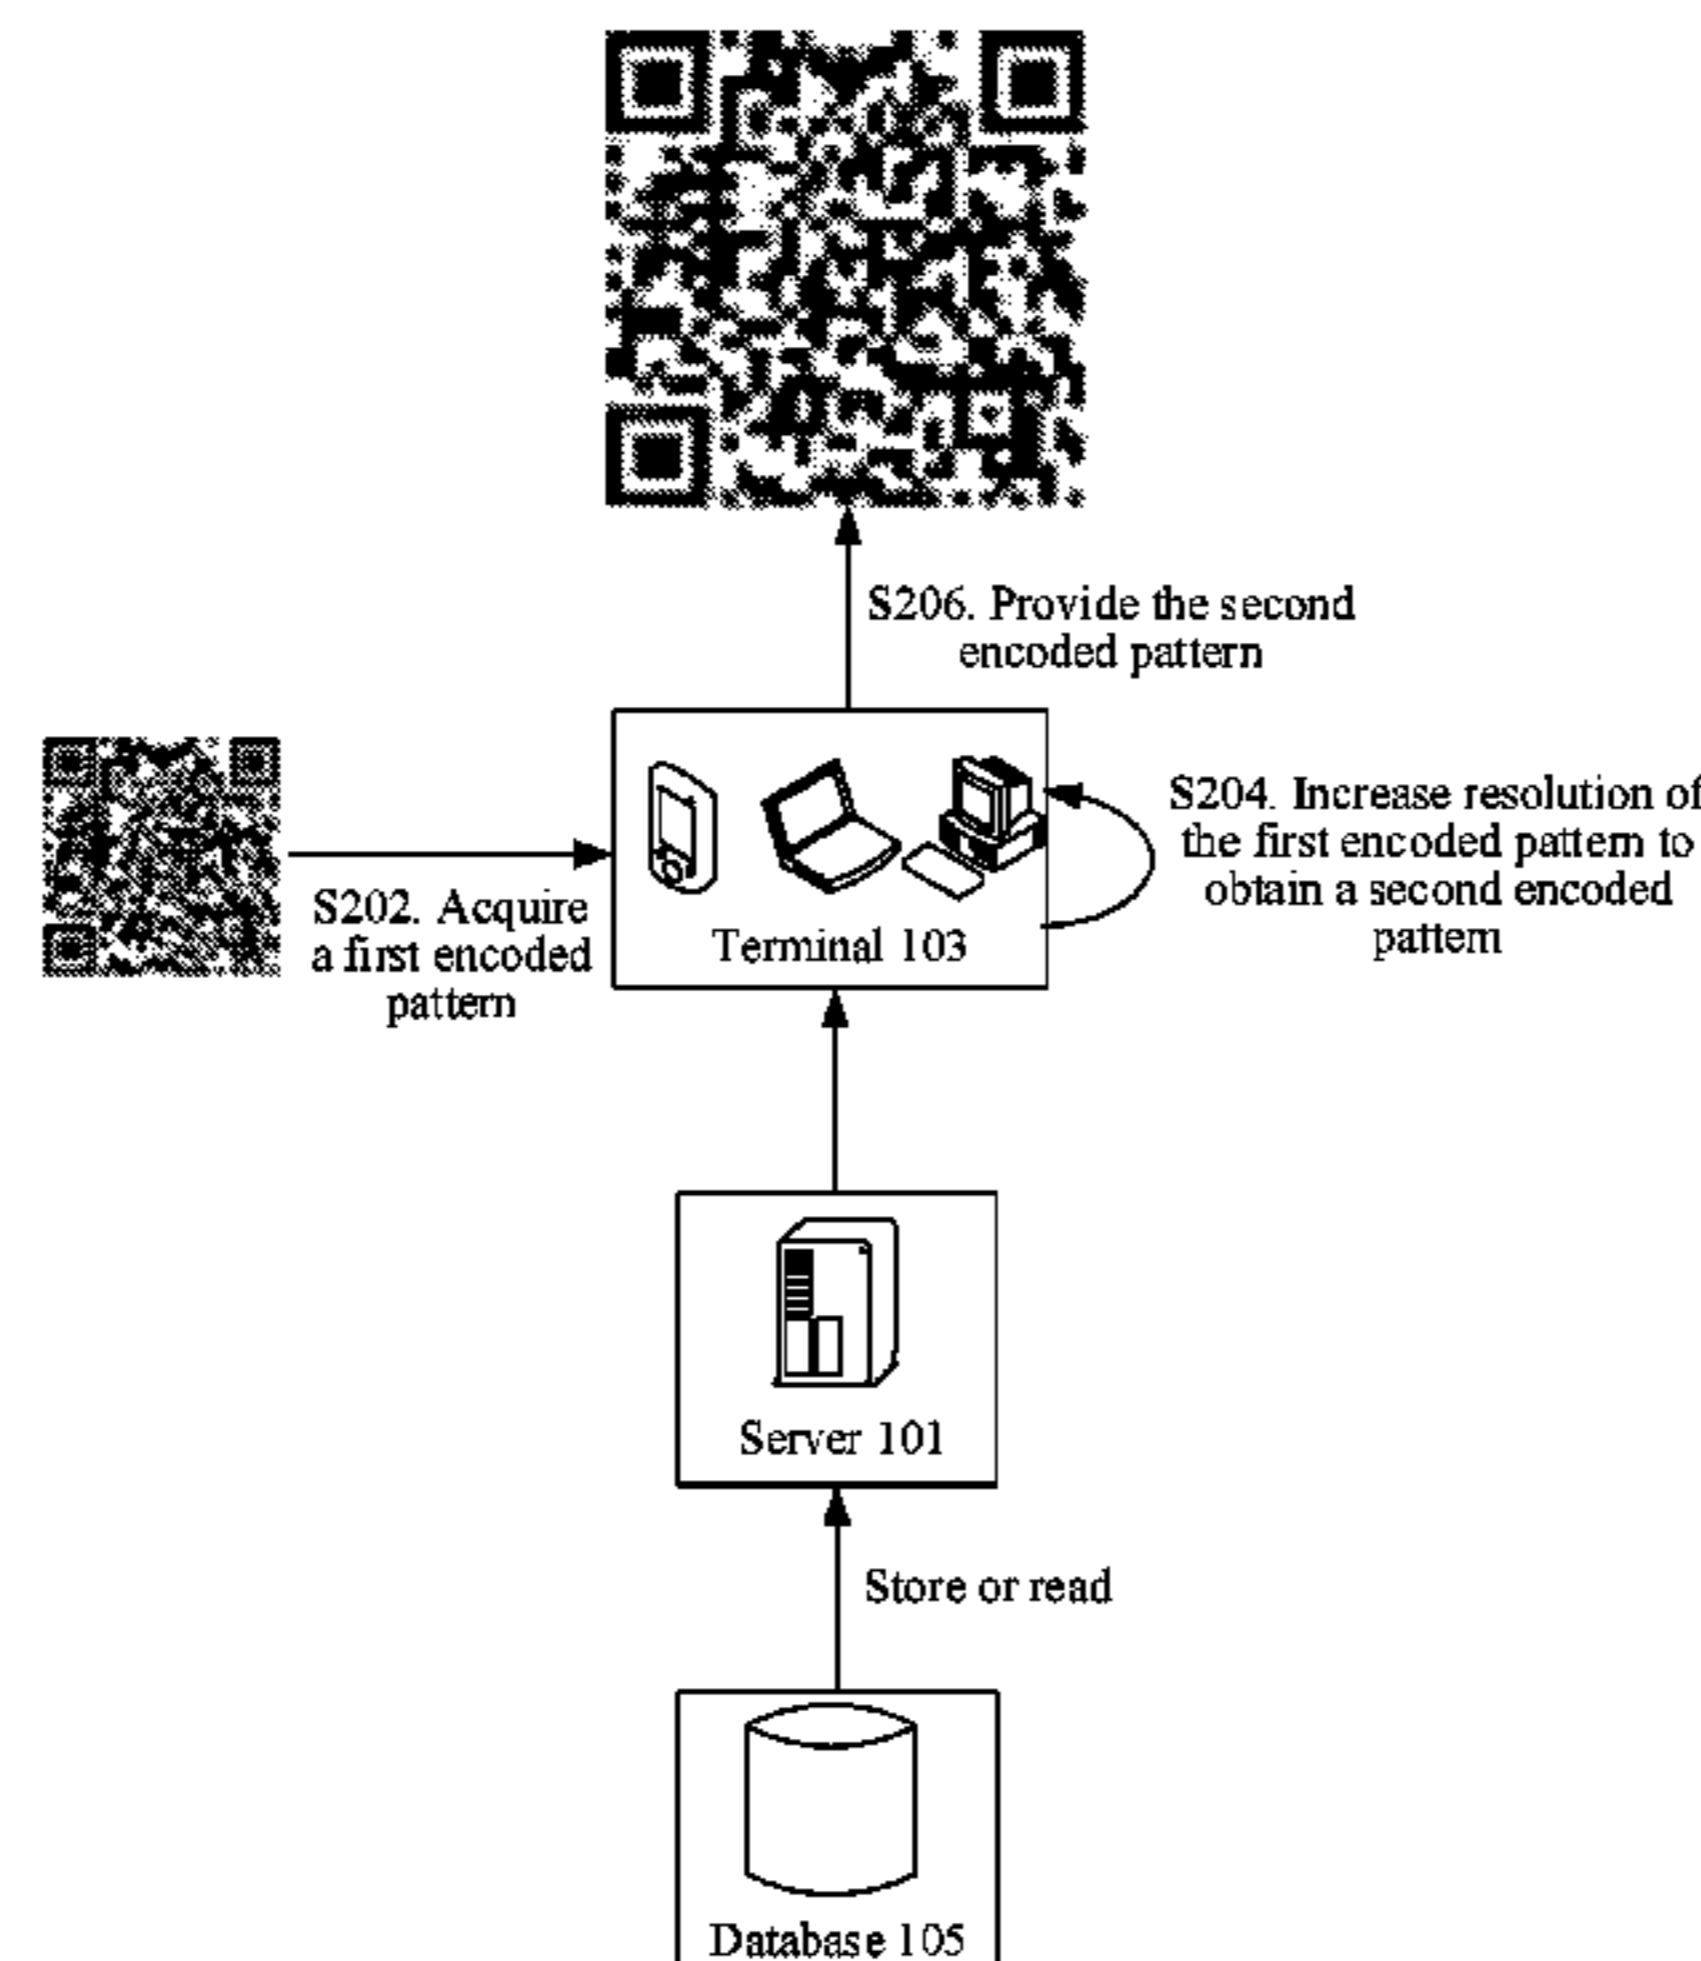 S206. Provide the second
encoded pattern
S202. Acquire
a first encoded
pattern
Terminal 103
S204. Increase resolution of
the first encoded pattern to
obtain a second encoded
pattern
Server 101
Store or read
Database 105